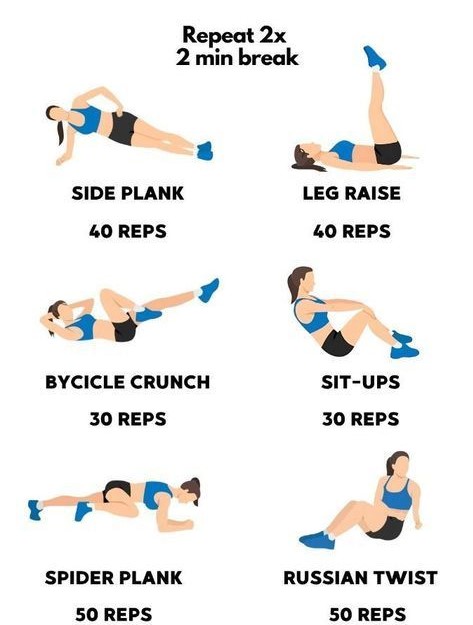 Repeat 2x
2 min break
SIDE PLANK
40 REPS
LEG RAISE
40 REPS
BYCICLE CRUNCH
30 REPS
SIT-UPS
30 REPS
SPIDER PLANK
50 REPS
RUSSIAN TWIST
50 REPS